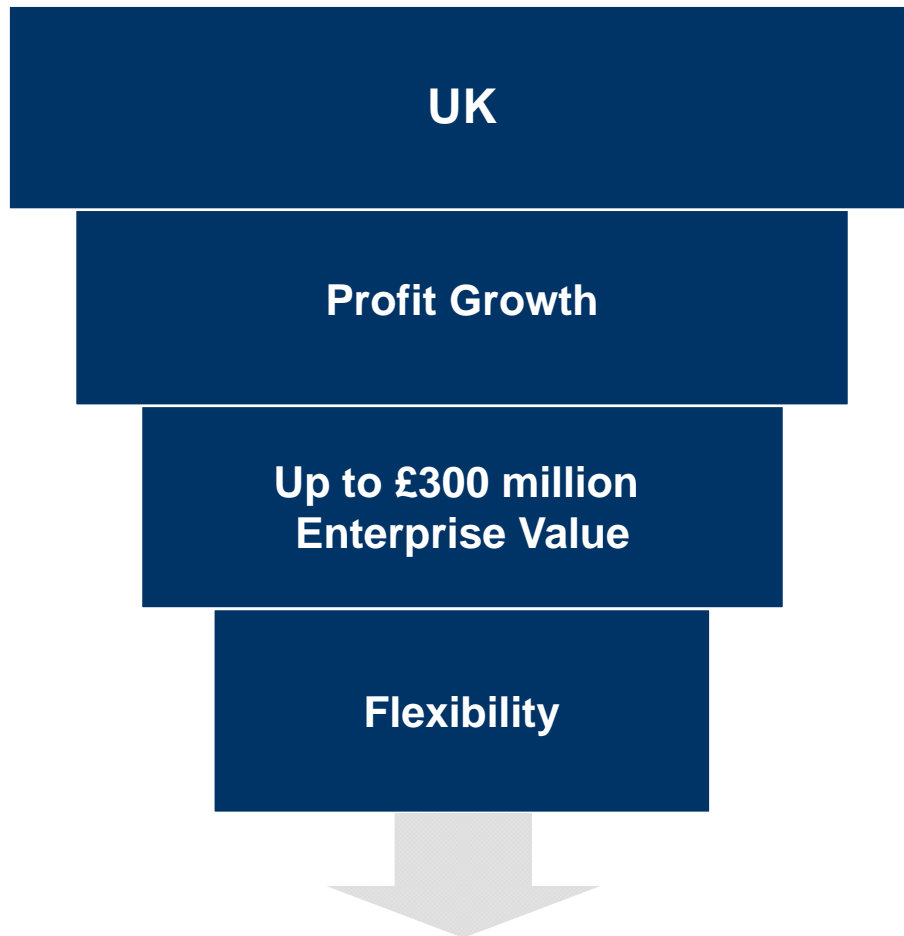 UK
Profit Growth
Up to £300 million
Enterprise Value
Flexibility